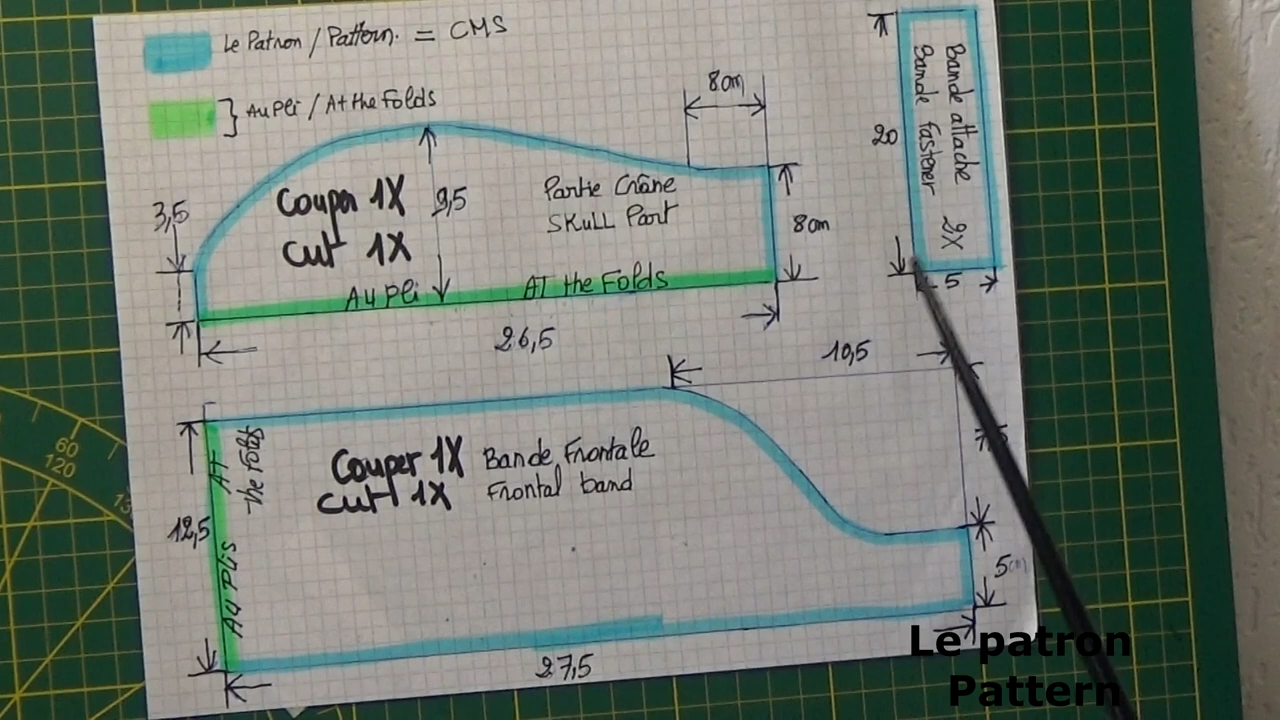 Le Patron / Pattern. = CMS
} Au Pli / At the Folds
8cm
3,5
Couper 1X
Cut 1X
9,5
Partie Crâne
SKULL Part
8cm
Au Pli AT the Folds
26,5
20
Bande attache
Bande fastener 2X
5
10,5
AT
the Folds
Au Plis
12,5
Couper 1X Bande Frontale
Cut 1X Frontal band
5cm
27,5
Le patron
Pattern
60
120